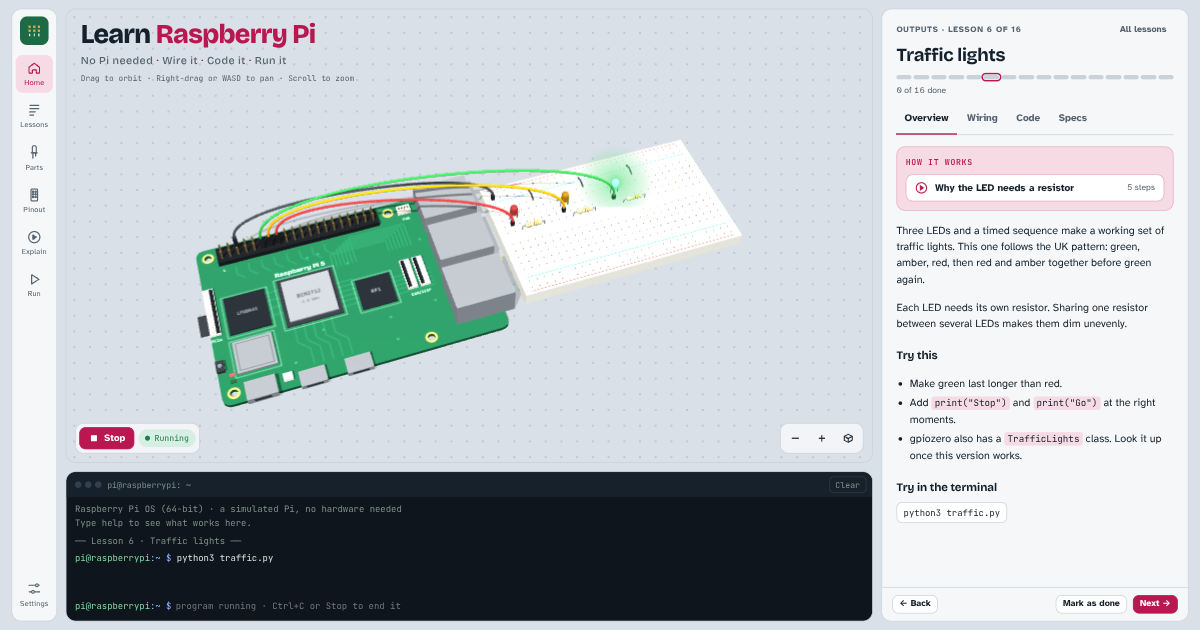 Home
Lessons
Parts
Pinout
Explain
Run
Settings
Learn Raspberry Pi
No Pi needed · Wire it · Code it · Run it
Drag to orbit · Right-drag or WASD to pan · Scroll to zoom
Raspberry Pi 5
RP1
Stop
Running
pi@raspberrypi: ~
Clear
Raspberry Pi OS (64-bit) · a simulated Pi, no hardware needed
Type help to see what works here.
── Lesson 6 · Traffic lights ──
pi@raspberrypi:~ $ python3 traffic.py
pi@raspberrypi:~ $ program running · Ctrl+C or Stop to end it
OUTPUTS · LESSON 6 OF 16
All lessons
Traffic lights
0 of 16 done
Overview Wiring Code Specs
HOW IT WORKS
Why the LED needs a resistor 5 steps
Three LEDs and a timed sequence make a working set of
traffic lights. This one follows the UK pattern: green,
amber, red, then red and amber together before green
again.
Each LED needs its own resistor. Sharing one resistor
between several LEDs makes them dim unevenly.
Try this
• Make green last longer than red.
• Add print("Stop") and print("Go") at the right
moments.
• gpiozero also has a TrafficLights class. Look it up
once this version works.
Try in the terminal
python3 traffic.py
← Back
Mark as done
Next →